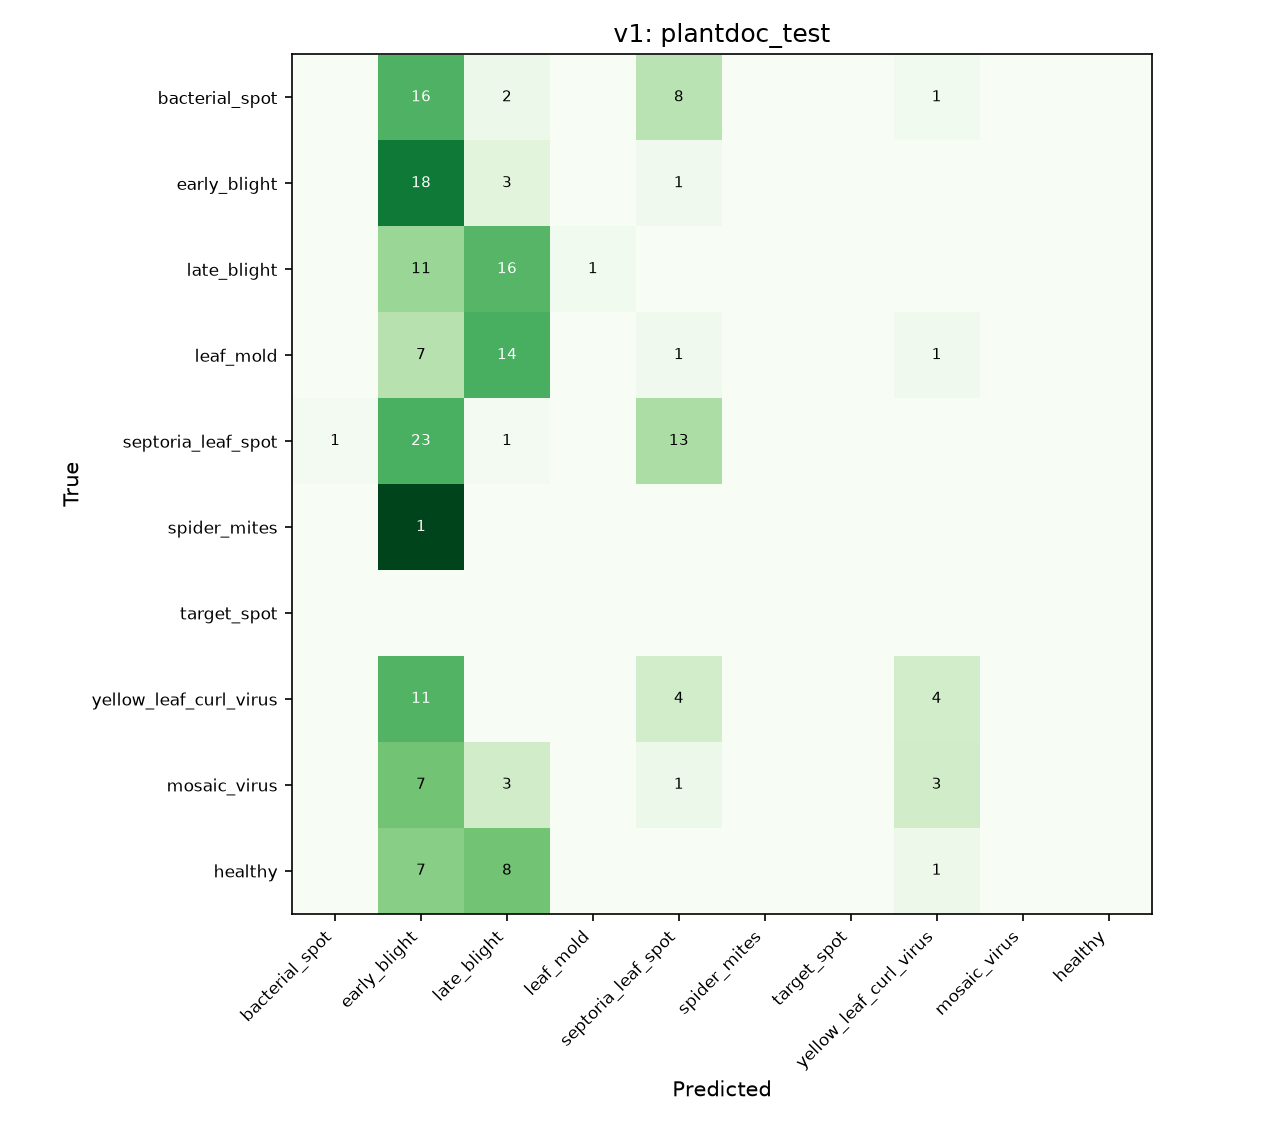 v1: plantdoc_test
bacterial_spot 16 2 8 1
early_blight 18 3 1
late_blight 11 16 1
leaf_mold 7 14 1 1
septoria_leaf_spot 1 23 1 13
spider_mites 1
target_spot
yellow_leaf_curl_virus 11 4 4
mosaic_virus 7 3 1 3
healthy 7 8 1
True
bacterial_spot early_blight late_blight leaf_mold septoria_leaf_spot spider_mites target_spot yellow_leaf_curl_virus mosaic_virus healthy
Predicted